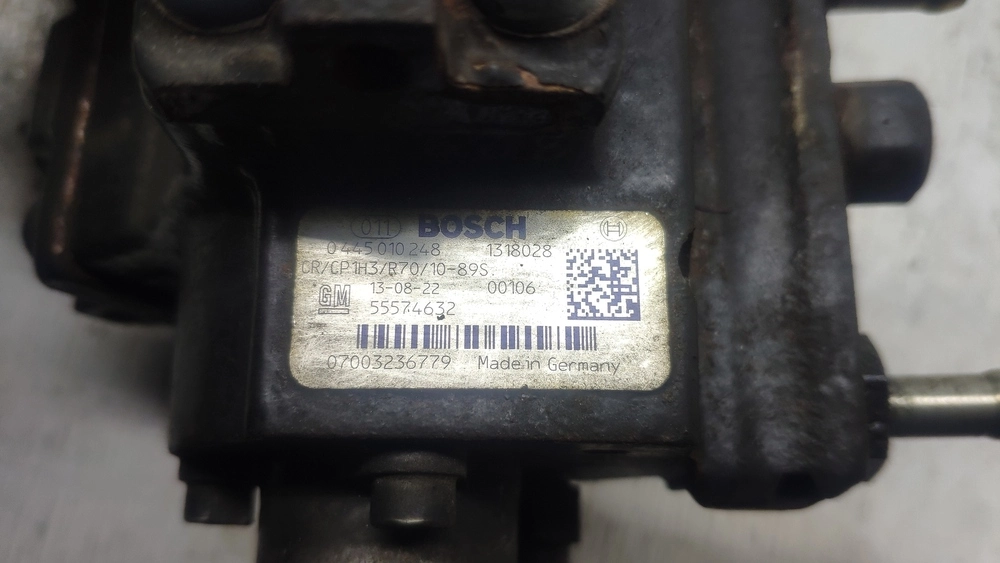 011 BOSCH
0 445 010 248 1318028
CR/CP1H3/R70/10-89S
GM 13-08-22 00106
55574632
07003236779 Made in Germany